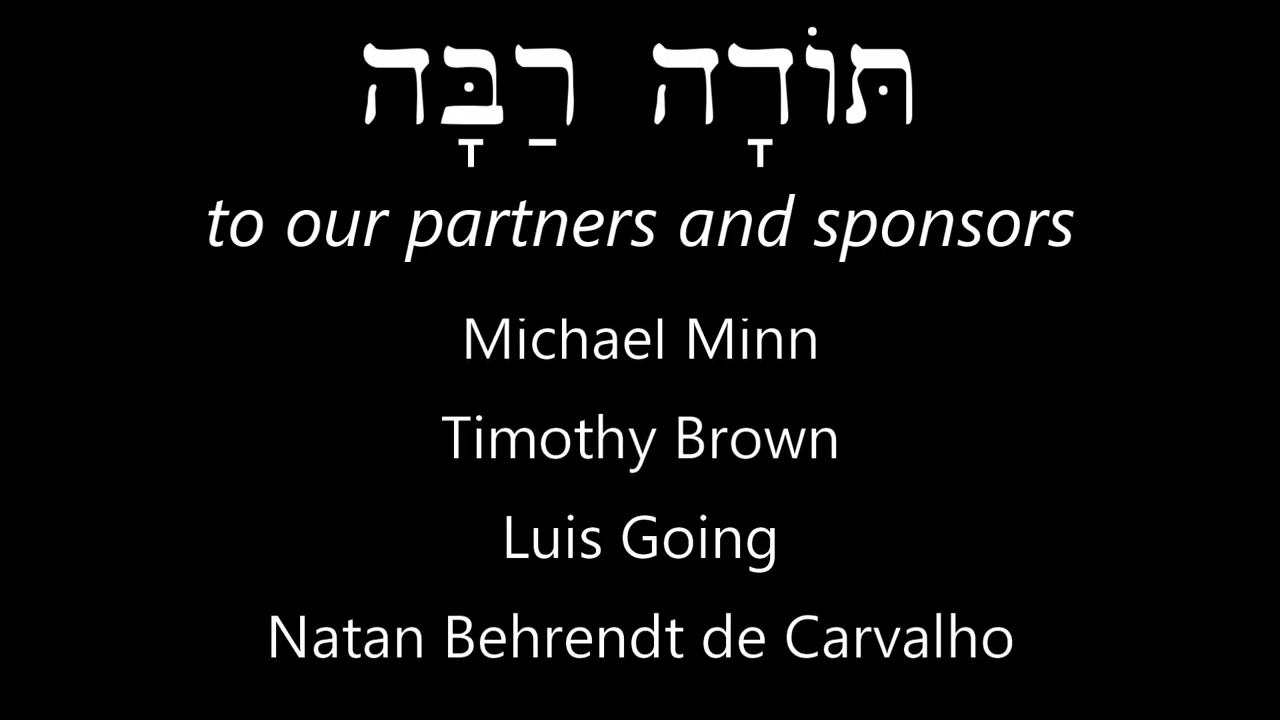 תּוֹדָה רַבָּה
to our partners and sponsors
Michael Minn
Timothy Brown
Luis Going
Natan Behrendt de Carvalho